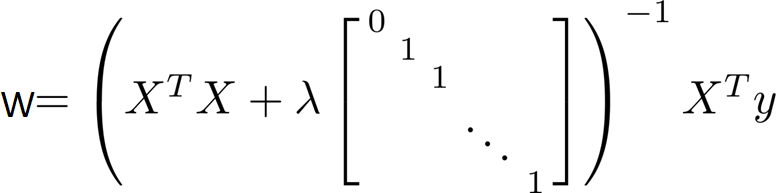 W= (X^T X + λ [0 1 1 ⋱ 1])^{-1} X^T y